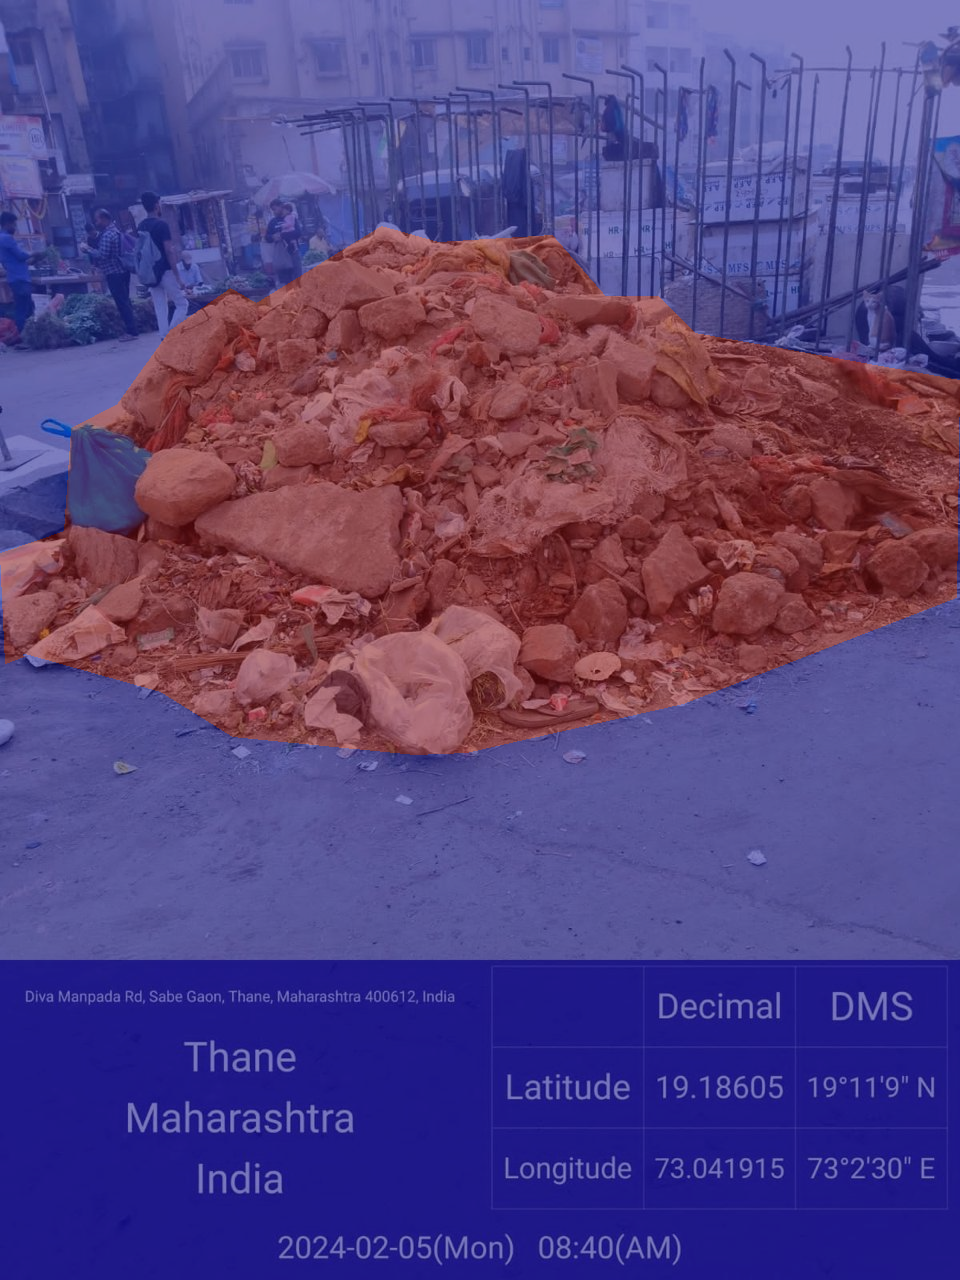 Diva Manpada Rd, Sabe Gaon, Thane, Maharashtra 400612, India
Thane
Maharashtra
India
Decimal DMS
Latitude 19.18605 19°11'9" N
Longitude 73.041915 73°2'30" E
2024-02-05(Mon) 08:40(AM)